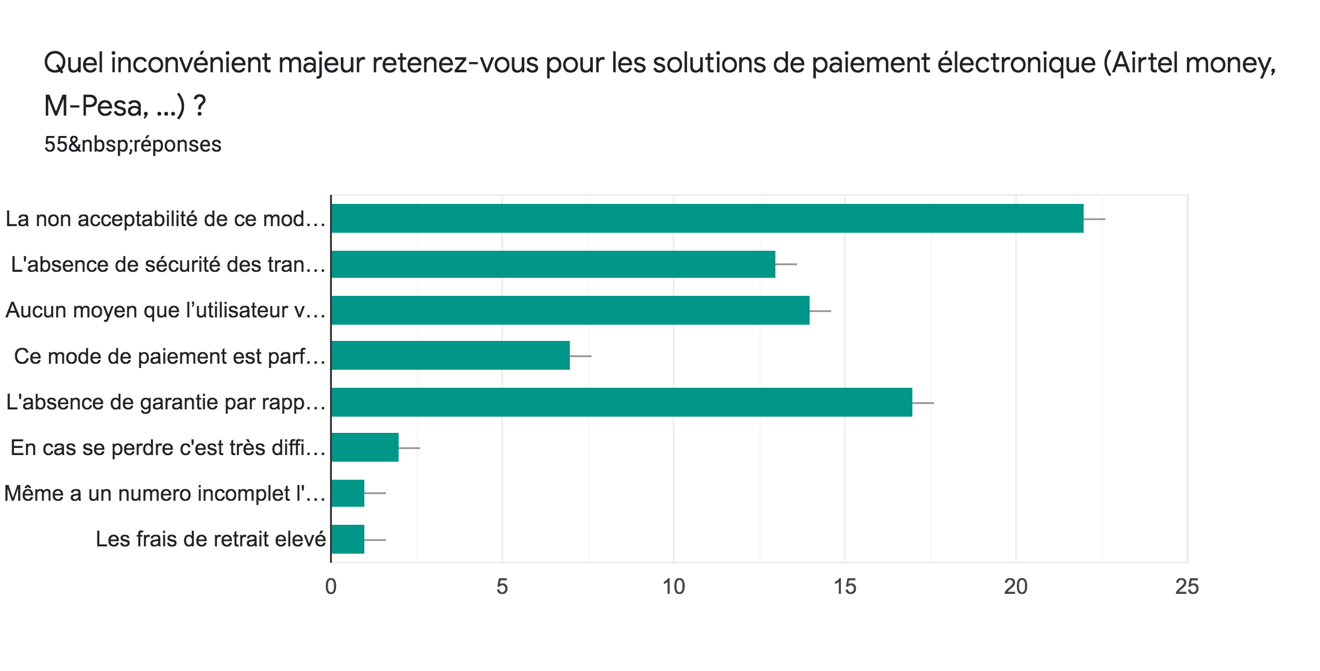 Quel inconvénient majeur retenez-vous pour les solutions de paiement électronique (Airtel money,
M-Pesa, ...) ?
55&nbsp;réponses
La non acceptabilité de ce mod…
L'absence de sécurité des tran…
Aucun moyen que l’utilisateur v…
Ce mode de paiement est parf…
L'absence de garantie par rapp…
En cas se perdre c'est très diffi…
Même a un numero incomplet l'…
Les frais de retrait elevé
0 5 10 15 20 25